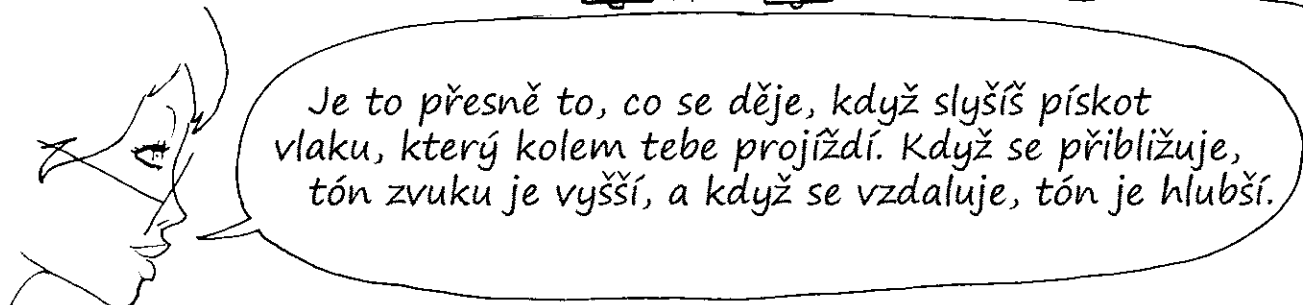 Je to přesně to, co se děje, když slyšíš pískot
vlaku, který kolem tebe projíždí. Když se přibližuje,
tón zvuku je vyšší, a když se vzdaluje, tón je hlubší.